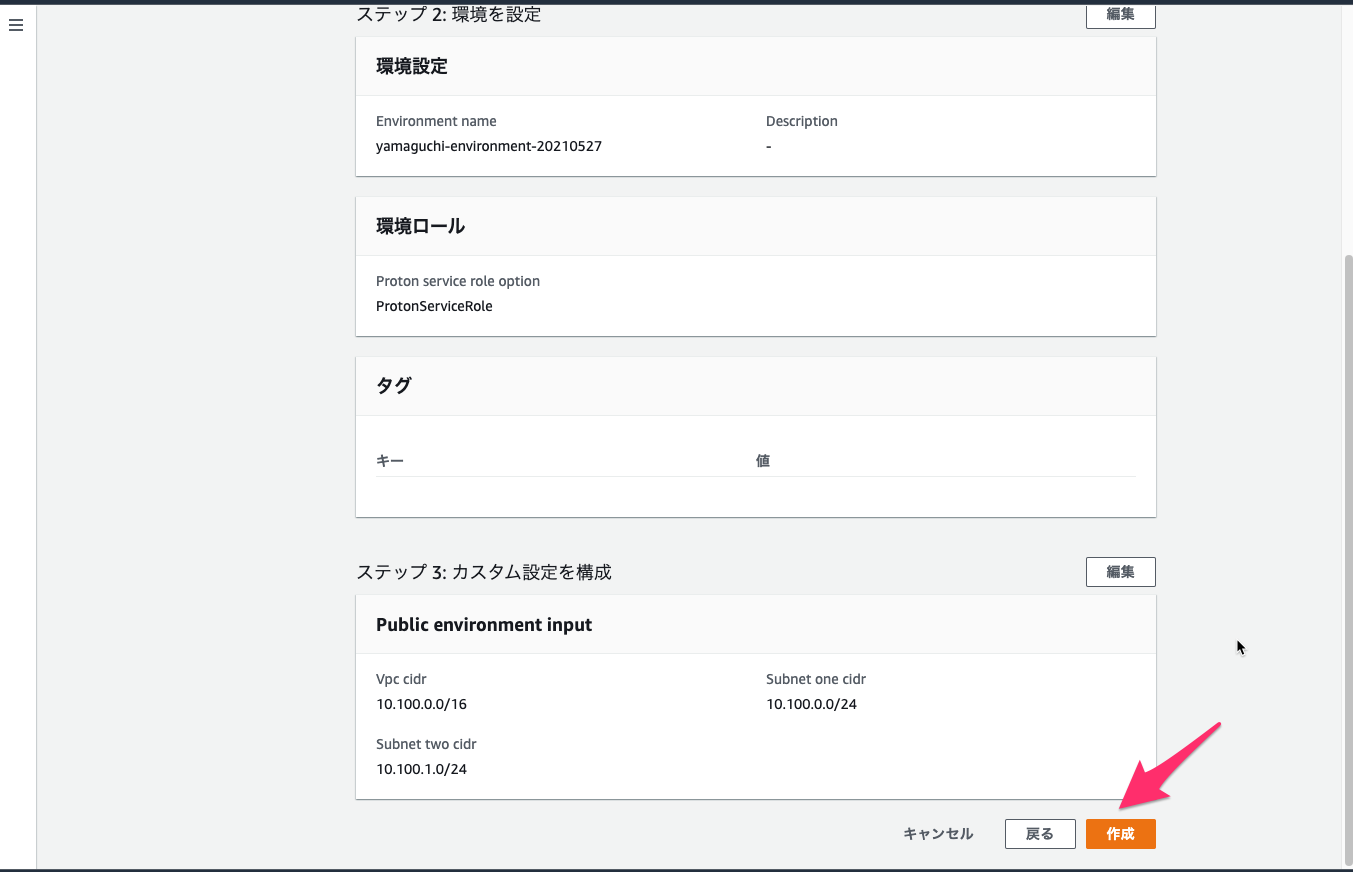 ステップ 2: 環境を設定
編集
環境設定
Environment name
Description
yamaguchi-environment-20210527
-
環境ロール
Proton service role option
ProtonServiceRole
タグ
キー
値
ステップ 3: カスタム設定を構成
編集
Public environment input
Vpc cidr
Subnet one cidr
10.100.0.0/16
10.100.0.0/24
Subnet two cidr
10.100.1.0/24
キャンセル
戻る
作成